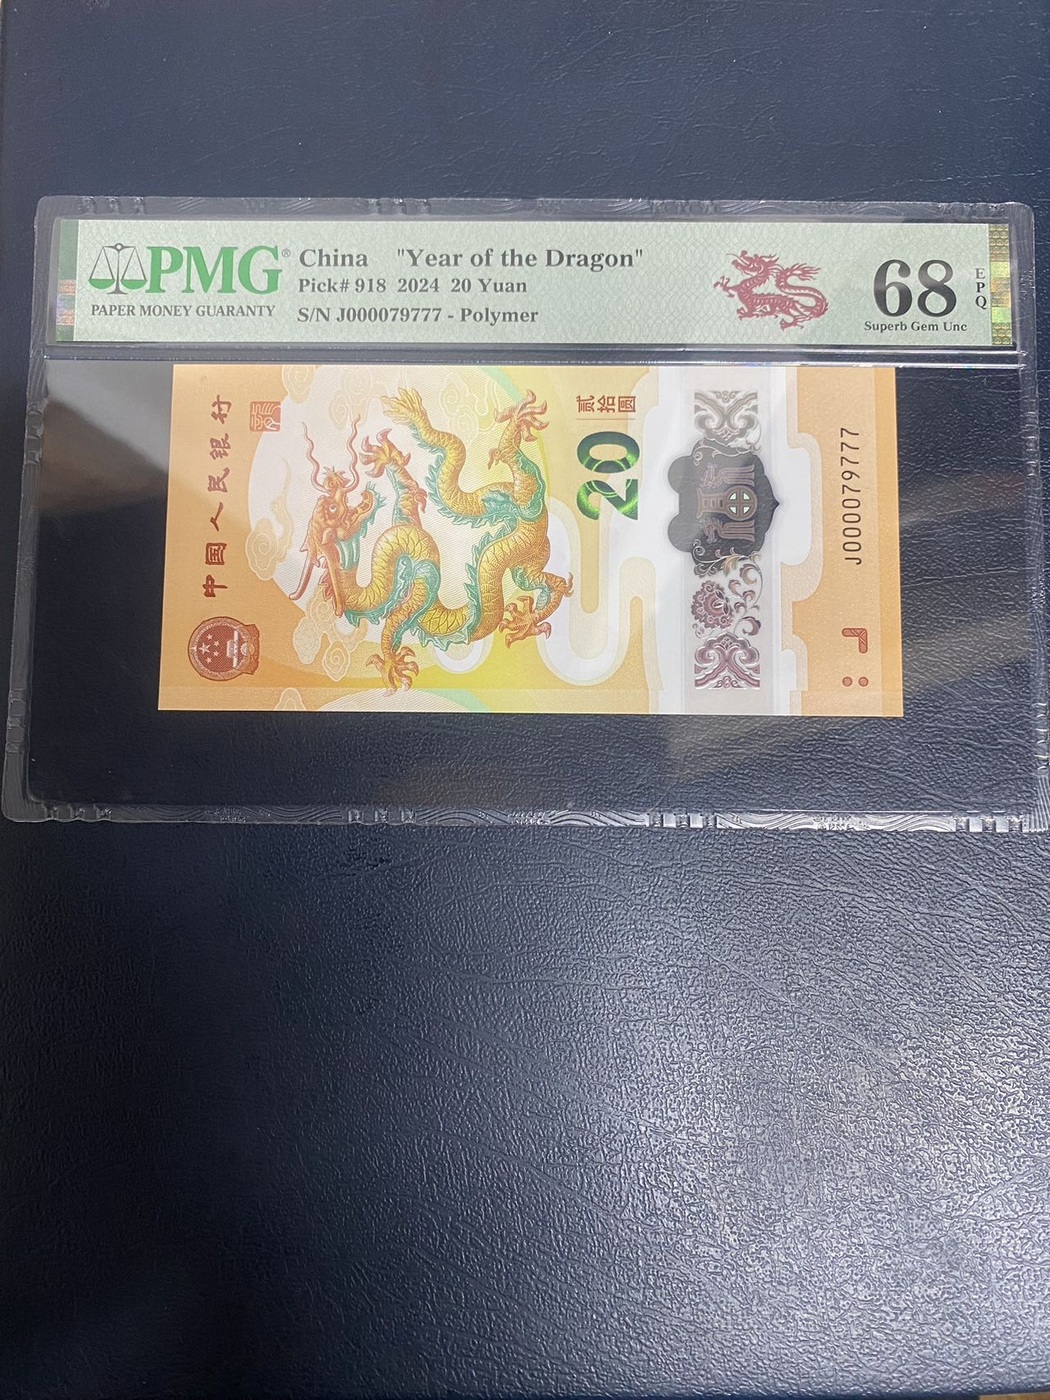 PMG®
PAPER MONEY GUARANTY
China "Year of the Dragon"
Pick# 918 2024 20 Yuan
S/N J000079777 - Polymer
68
EPQ
Superb Gem Unc
中国人民银行
贰拾圆
20
J000079777